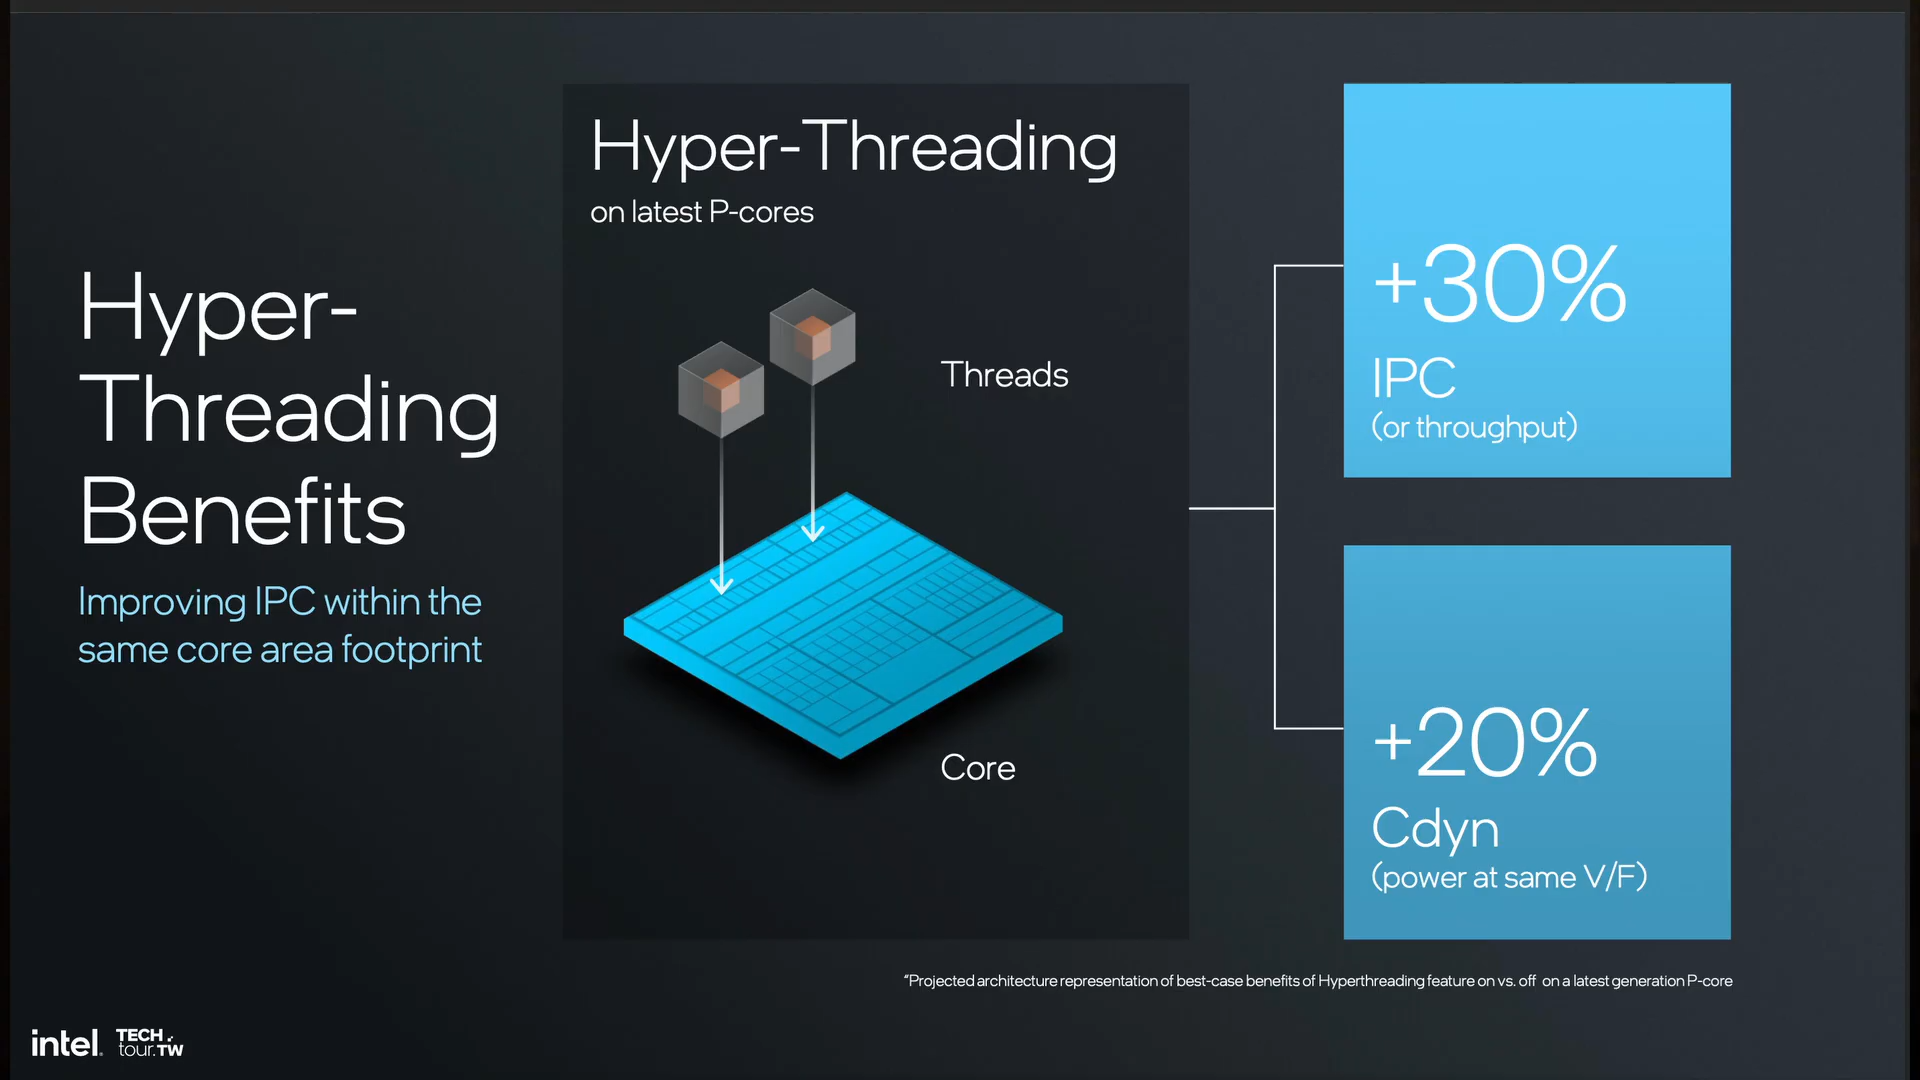 Hyper-
Threading
Benefits
Improving IPC within the
same core area footprint
Hyper-Threading
on latest P-cores
Threads
Core
+30%
IPC
(or throughput)
+20%
Cdyn
(power at same V/F)
“Projected architecture representation of best-case benefits of Hyperthreading feature on vs. off on a latest generation P-core
intel.
TECH
tour.TW